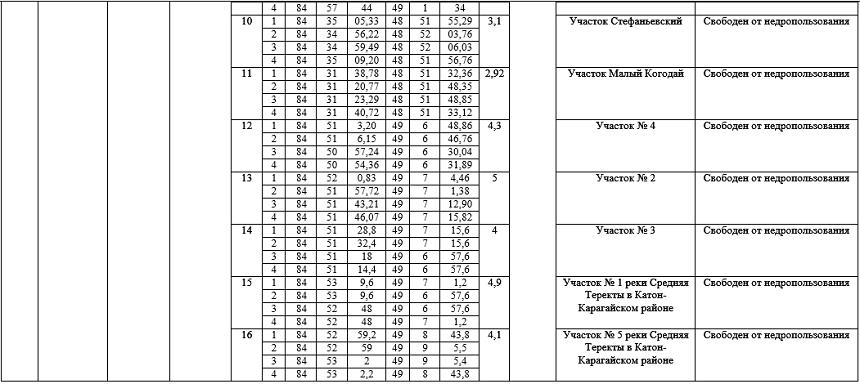 4 84 57 44 49 1 34
10 1 84 35 05,33 48 51 55,29 3,1 Участок Стефаньевский Свободен от недропользования
2 84 34 56,22 48 52 03,76
3 84 34 59,49 48 52 06,03
4 84 35 09,20 48 51 56,76
11 1 84 31 38,78 48 51 32,36 2,92 Участок Малый Когодай Свободен от недропользования
2 84 31 20,77 48 51 48,35
3 84 31 23,29 48 51 48,85
4 84 31 40,72 48 51 33,12
12 1 84 51 3,20 49 6 48,86 4,3 Участок № 4 Свободен от недропользования
2 84 51 6,15 49 6 46,76
3 84 50 57,24 49 6 30,04
4 84 50 54,36 49 6 31,89
13 1 84 52 0,83 49 7 4,46 5 Участок № 2 Свободен от недропользования
2 84 51 57,72 49 7 1,38
3 84 51 43,21 49 7 12,90
4 84 51 46,07 49 7 15,82
14 1 84 51 28,8 49 7 15,6 4 Участок № 3 Свободен от недропользования
2 84 51 32,4 49 7 15,6
3 84 51 18 49 6 57,6
4 84 51 14,4 49 6 57,6
15 1 84 53 9,6 49 7 1,2 4,9 Участок № 1 реки Средняя Свободен от недропользования
2 84 53 9,6 49 6 57,6 Теректы в Катон-
3 84 52 48 49 6 57,6 Карагайском районе
4 84 52 48 49 7 1,2
16 1 84 52 59,2 49 8 43,8 4,1 Участок № 5 реки Средняя Свободен от недропользования
2 84 52 59 49 9 5,5 Теректы в Катон-
3 84 53 2 49 9 5,4 Карагайском районе
4 84 53 2,2 49 8 43,8